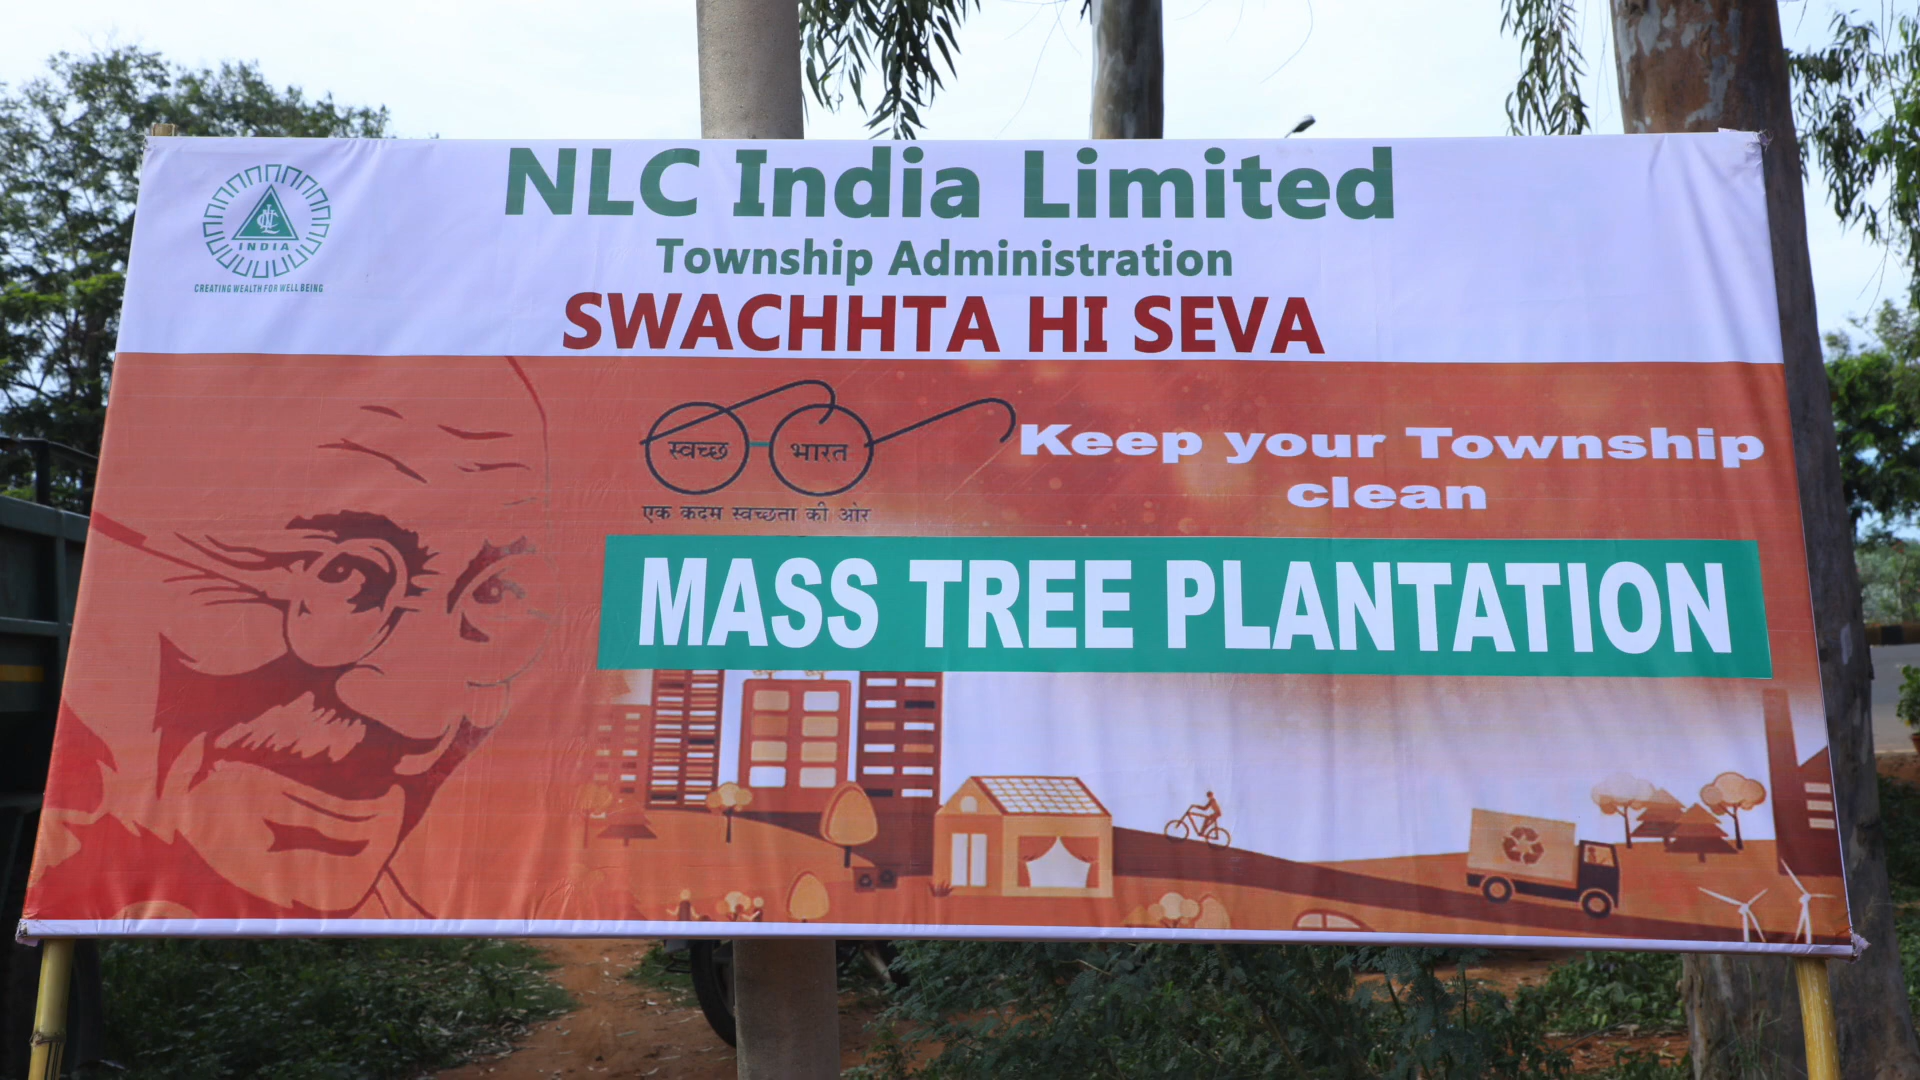 NLC India Limited
Township Administration
SWACHHTA HI SEVA
NLC
INDIA
CREATING WEALTH FOR WELL BEING
स्वच्छ भारत
एक कदम स्वच्छता की ओर
Keep your Township
clean
MASS TREE PLANTATION